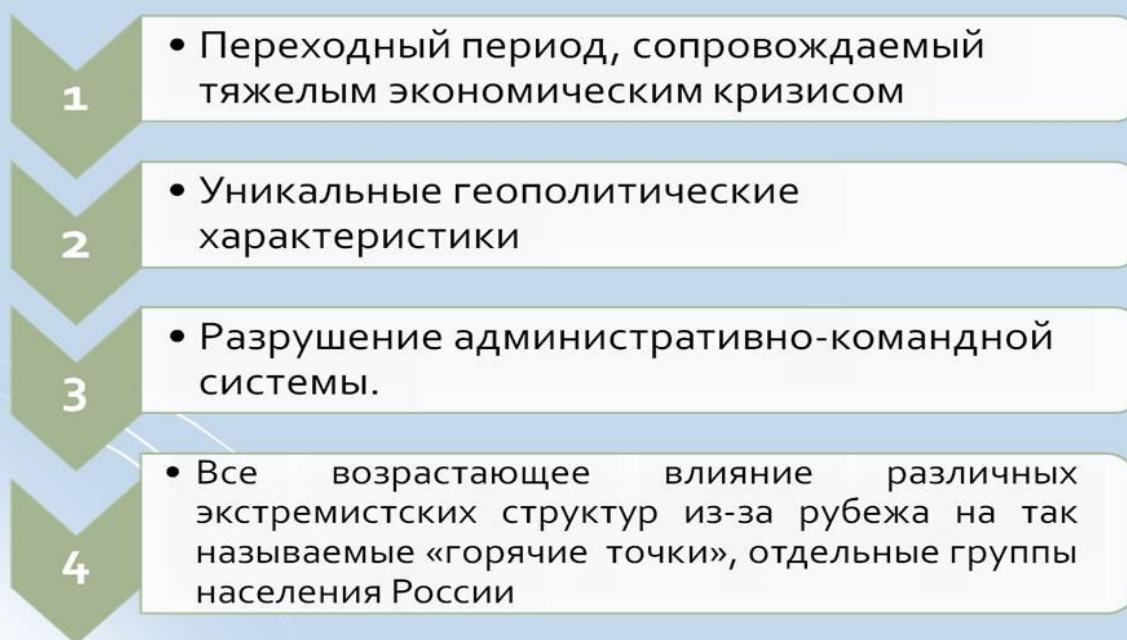 1
• Переходный период, сопровождаемый
тяжелым экономическим кризисом
2
• Уникальные геополитические
характеристики
3
• Разрушение административно-командной
системы.
4
• Все возрастающее влияние различных
экстремистских структур из-за рубежа на так
называемые «горячие точки», отдельные группы
населения России